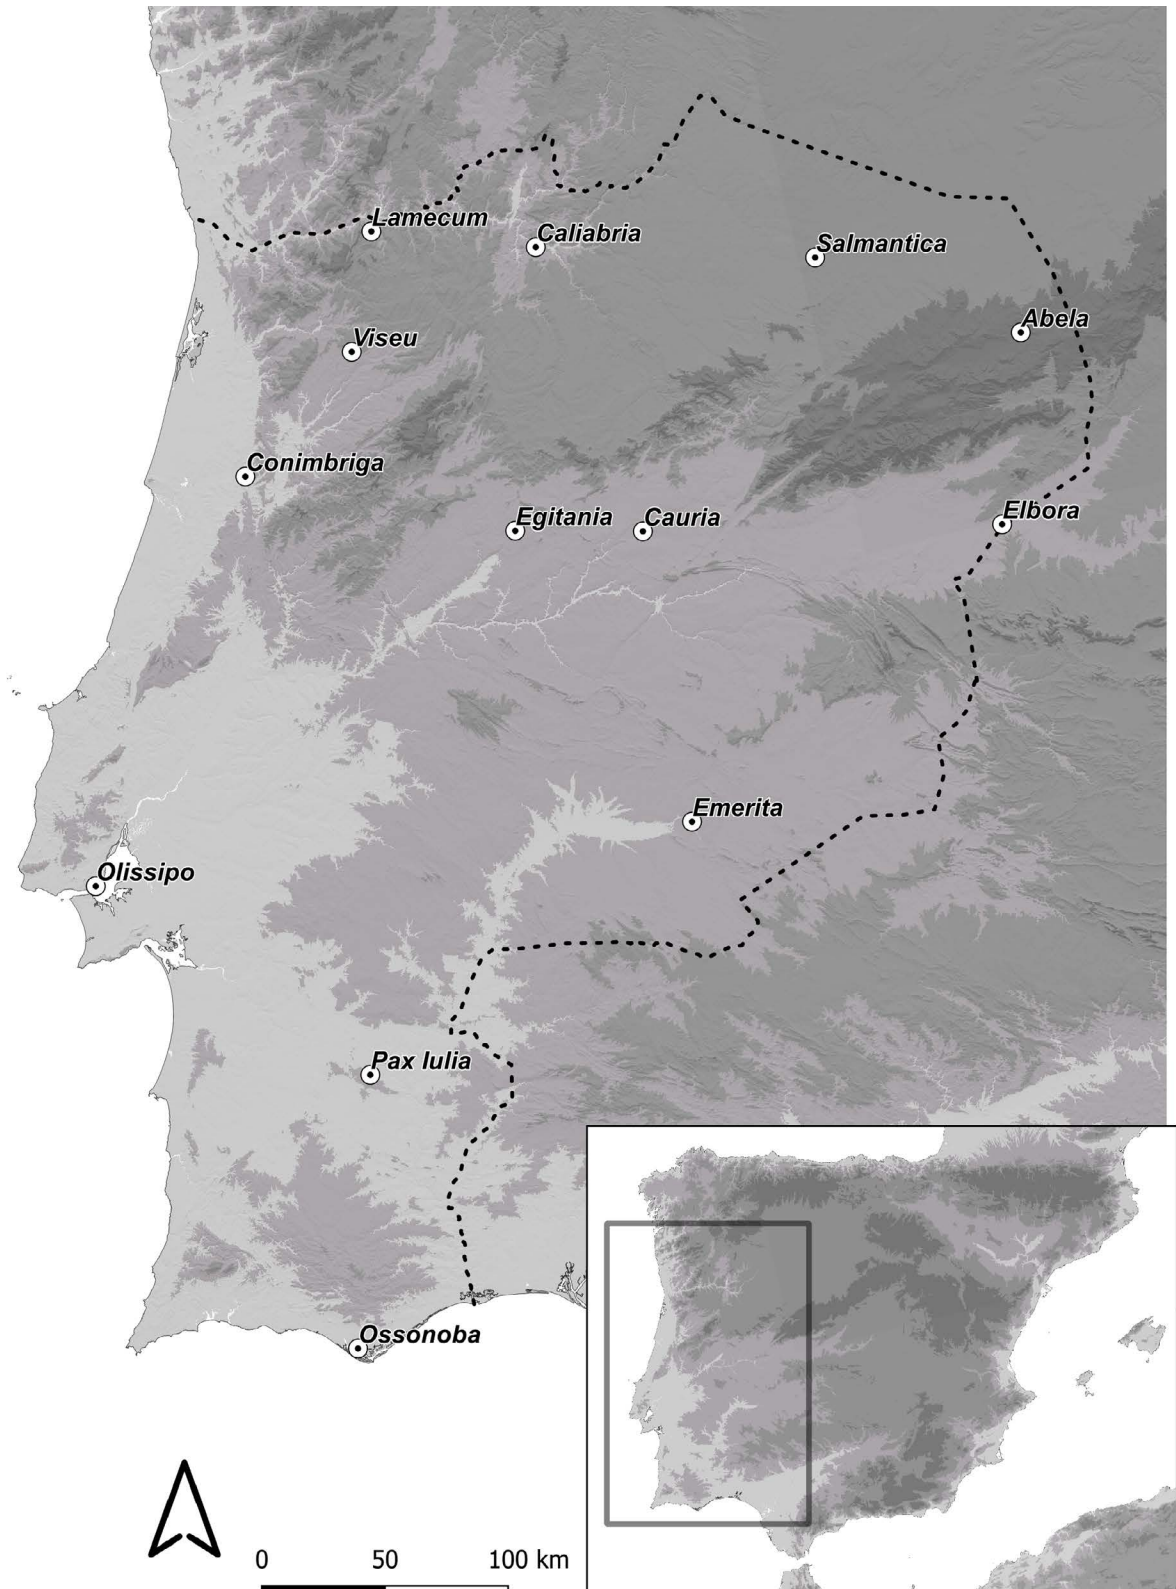 Lamecum
Caliabria
Salmantica
Abela
Viseu
Conimbriga
Egitania
Cauria
Elbora
Emerita
Olissipo
Pax Iulia
Ossonoba
0 50 100 km